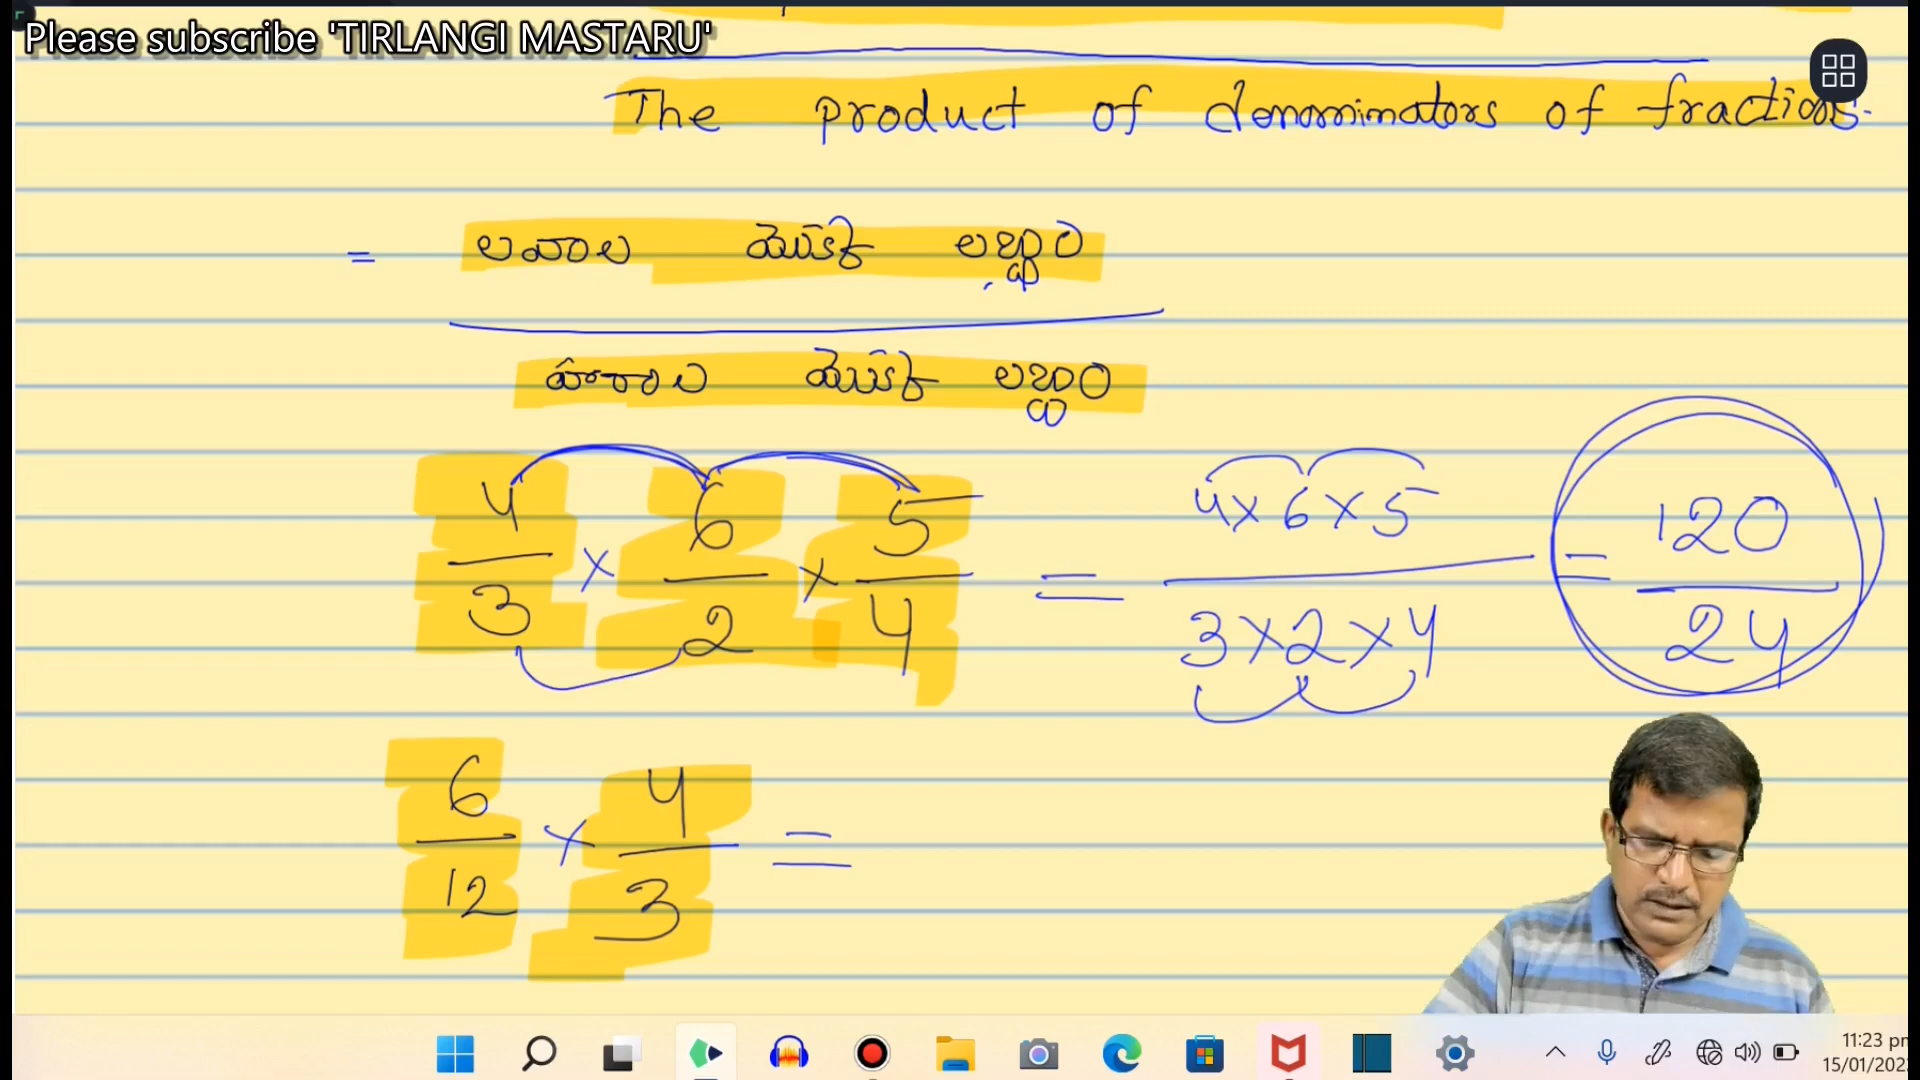 Please subscribe 'TIRLANGI MASTARU'
The product of denominators of fractions.
= లవాల యొక్క లబ్ధం
హారాల యొక్క లబ్ధం
4/3 × 6/2 × 5/4 = 4×6×5/3×2×4 = 120/24
6/12 × 4/3 =
11:23 pm
15/01/202